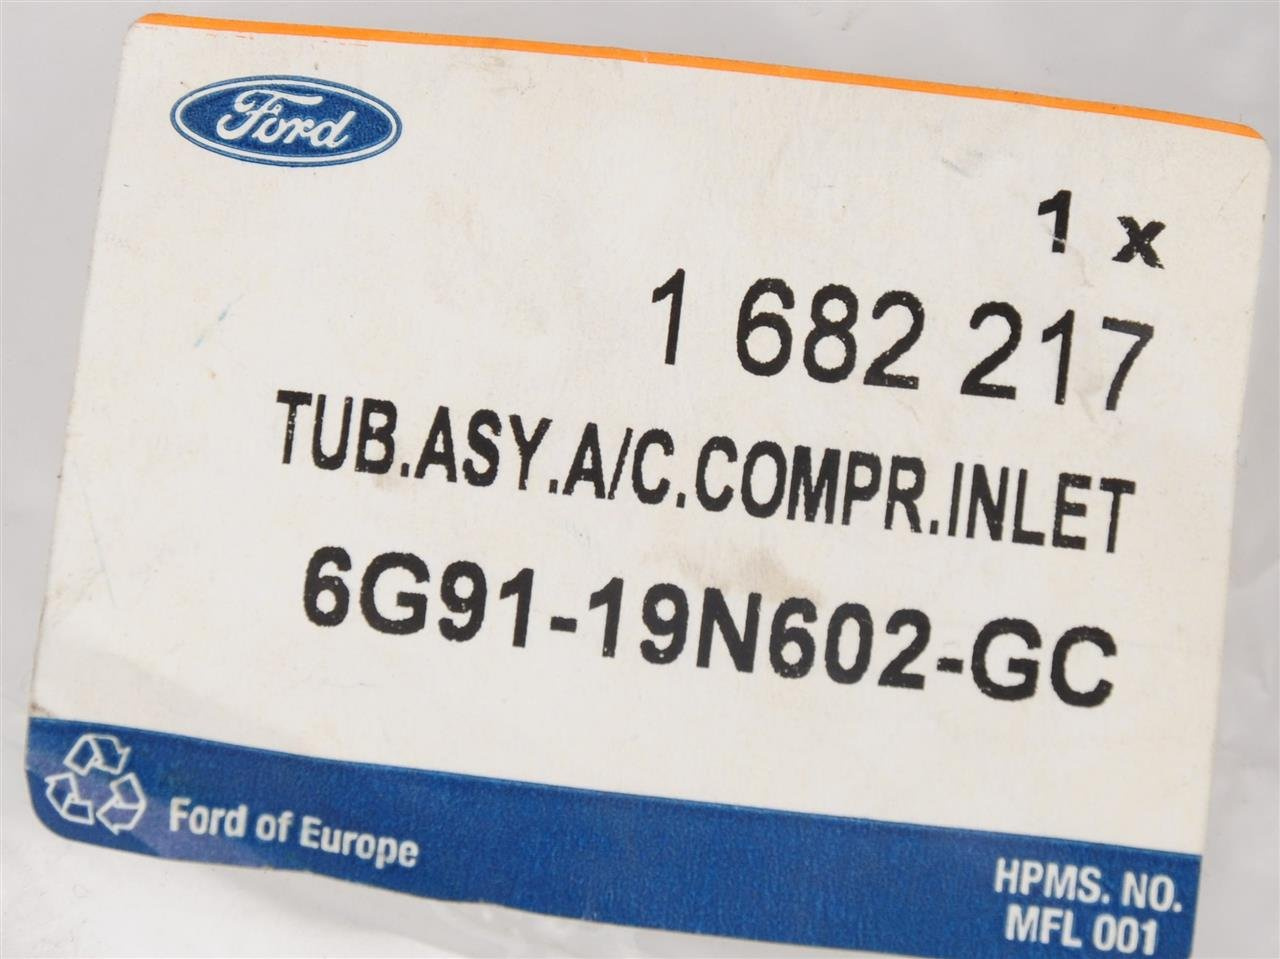 Ford
1 x
1 682 217
TUB.ASY.A/C.COMPR.INLET
6G91-19N602-GC
Ford of Europe
HPMS. NO.
MFL 001